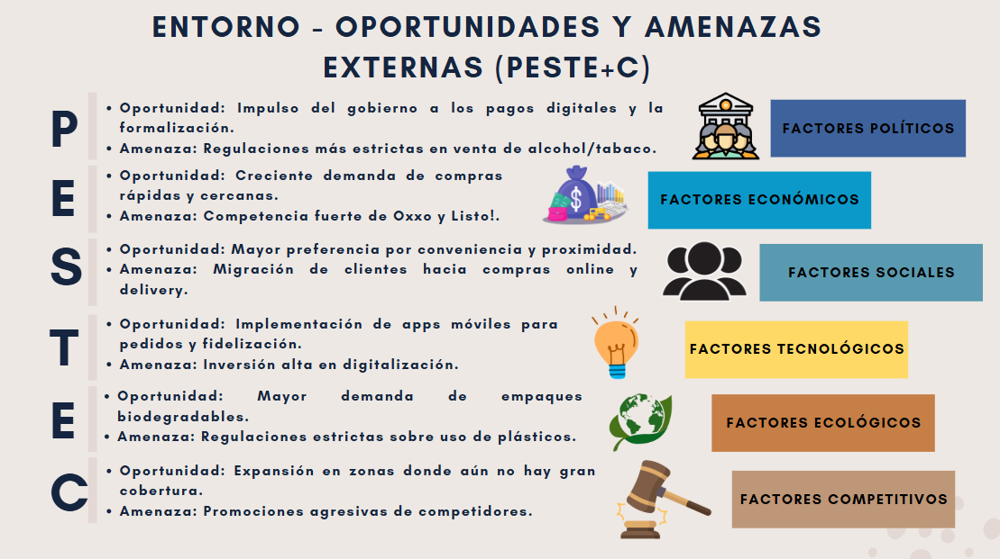 ENTORNO - OPORTUNIDADES Y AMENAZAS
EXTERNAS (PESTE+C)
P
• Oportunidad: Impulso del gobierno a los pagos digitales y la
formalización.
• Amenaza: Regulaciones más estrictas en venta de alcohol/tabaco.
FACTORES POLÍTICOS
E
• Oportunidad: Creciente demanda de compras
rápidas y cercanas.
• Amenaza: Competencia fuerte de Oxxo y Listo!.
FACTORES ECONÓMICOS
S
• Oportunidad: Mayor preferencia por conveniencia y proximidad.
• Amenaza: Migración de clientes hacia compras online y
delivery.
FACTORES SOCIALES
T
• Oportunidad: Implementación de apps móviles para
pedidos y fidelización.
• Amenaza: Inversión alta en digitalización.
FACTORES TECNOLÓGICOS
E
• Oportunidad: Mayor demanda de empaques
biodegradables.
• Amenaza: Regulaciones estrictas sobre uso de plásticos.
FACTORES ECOLÓGICOS
C
• Oportunidad: Expansión en zonas donde aún no hay gran
cobertura.
• Amenaza: Promociones agresivas de competidores.
FACTORES COMPETITIVOS